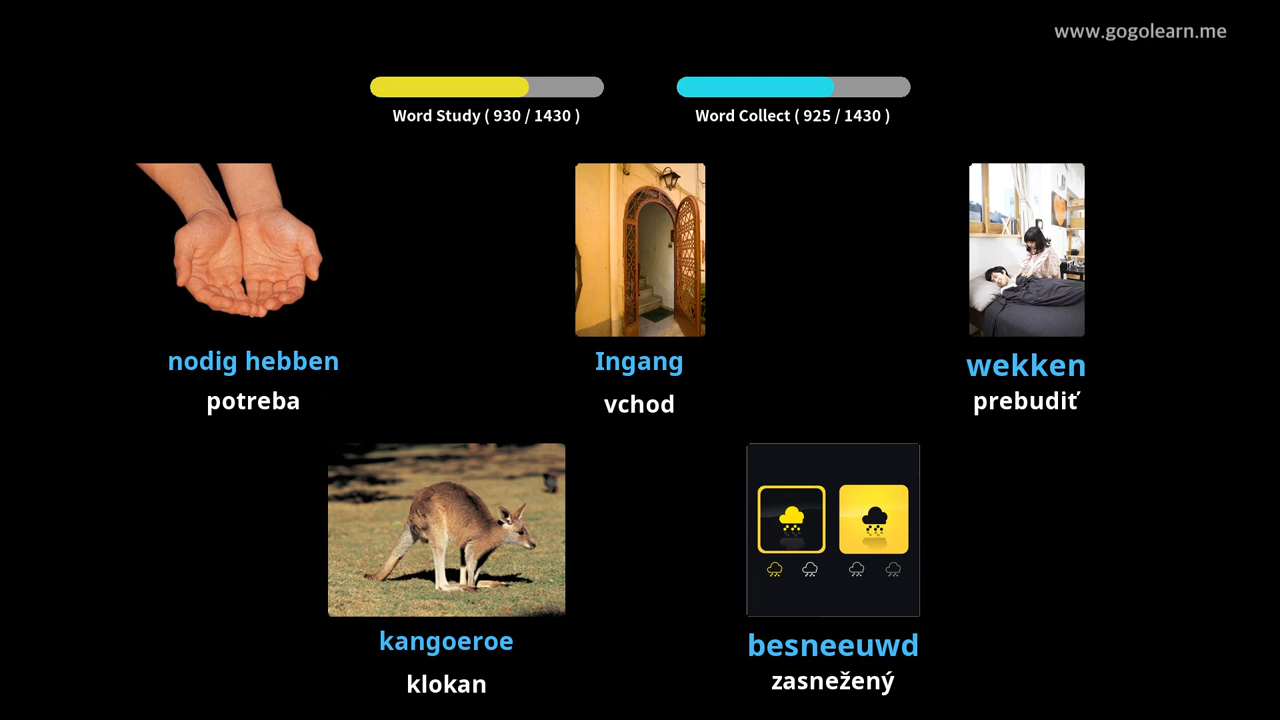 www.gogolearn.me
Word Study ( 930 / 1430 )
Word Collect ( 925 / 1430 )
nodig hebben
potreba
Ingang
vchod
wekken
prebudiť
kangoeroe
klokan
besneeuwd
zasnežený